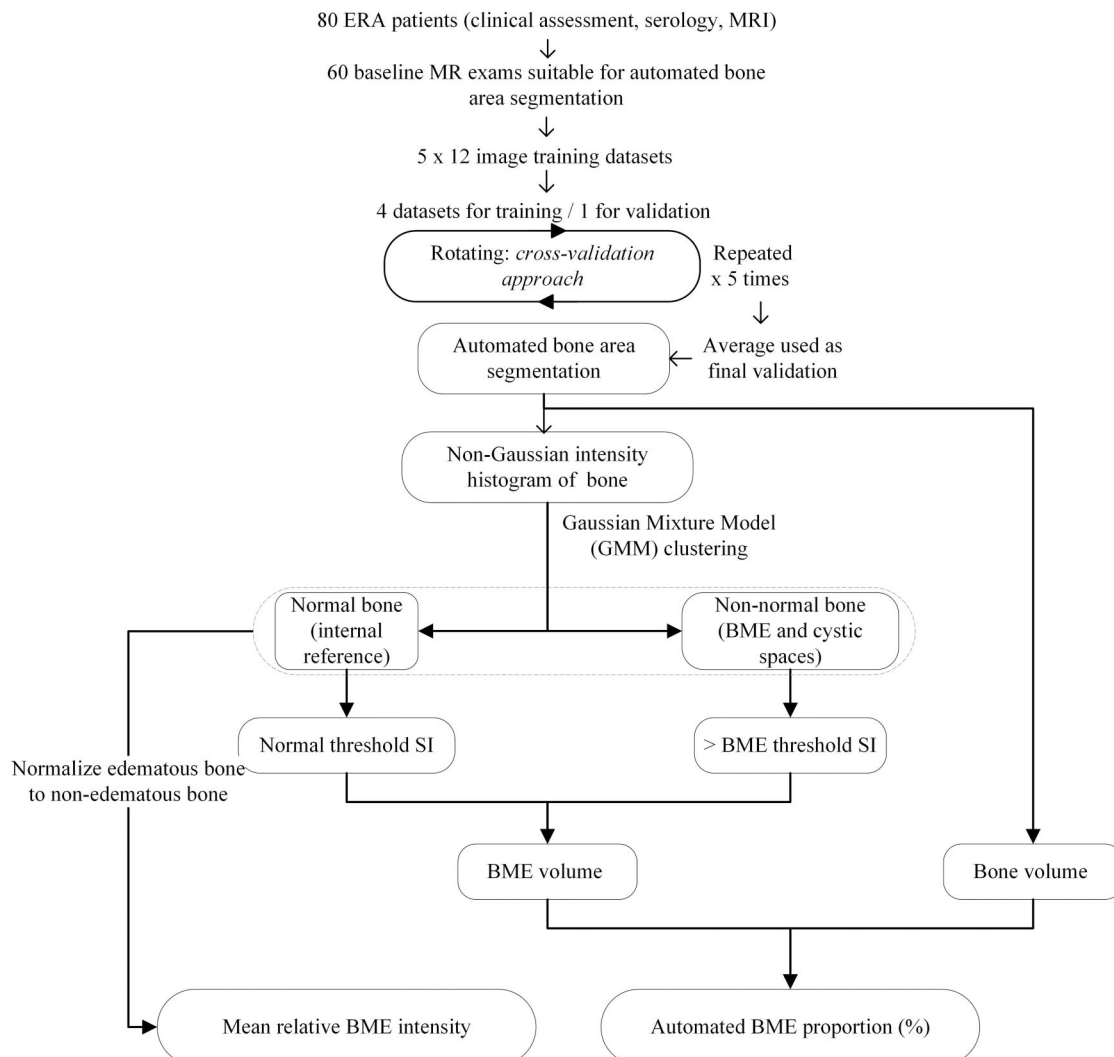 80 ERA patients (clinical assessment, serology, MRI)
60 baseline MR exams suitable for automated bone
area segmentation
5 x 12 image training datasets
4 datasets for training / 1 for validation
Rotating: cross-validation
approach
Repeated
x 5 times
Average used as
final validation
Automated bone area
segmentation
Non-Gaussian intensity
histogram of bone
Gaussian Mixture Model
(GMM) clustering
Normal bone
(internal
reference)
Non-normal bone
(BME and cystic
spaces)
Normal threshold SI
> BME threshold SI
Normalize edematous bone
to non-edematous bone
BME volume
Bone volume
Mean relative BME intensity
Automated BME proportion (%)